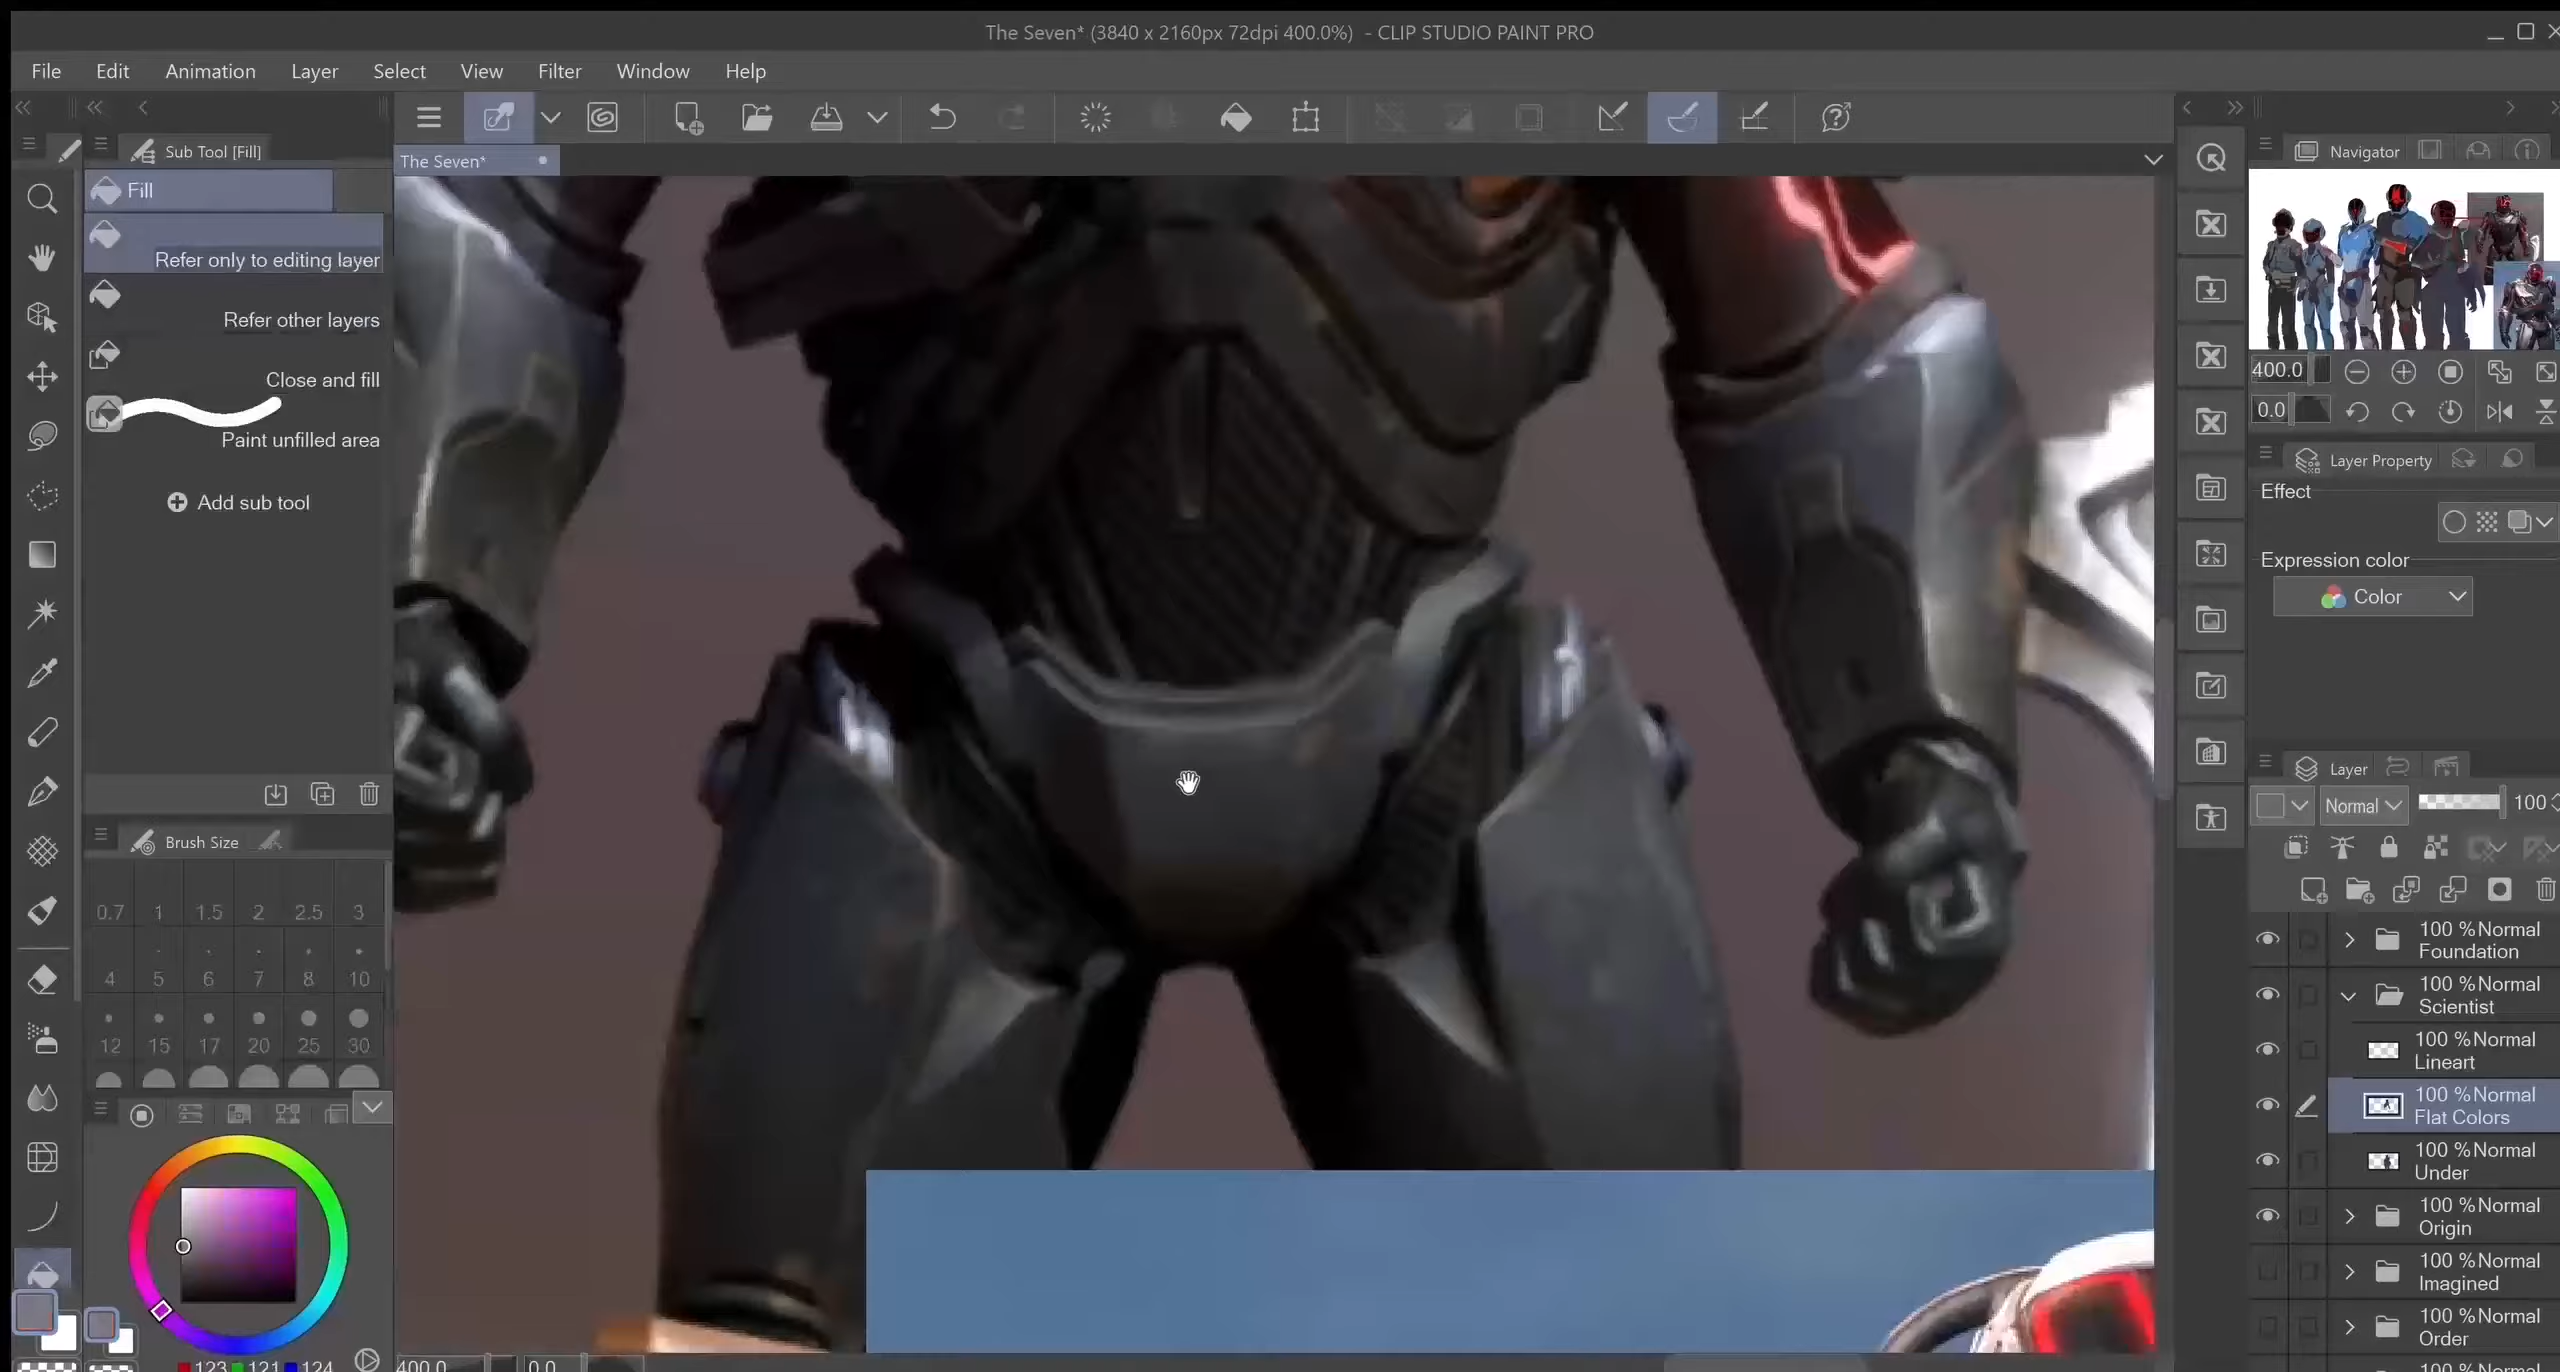 The Seven* (3840 x 2160px 72dpi 400.0%) - CLIP STUDIO PAINT PRO
File Edit Animation Layer Select View Filter Window Help
Sub Tool [Fill]
The Seven*
Navigator
Fill
Refer only to editing layer
Refer other layers
Close and fill
Paint unfilled area
Add sub tool
400.0
0.0
Layer Property
Effect
Expression color
Color
Layer
Normal 100
Brush Size
0.7 1 1.5 2 2.5 3
4 5 6 7 8 10
12 15 17 20 25 30
100 %Normal
Foundation
100 %Normal
Scientist
100 %Normal
Lineart
100 %Normal
Flat Colors
100 %Normal
Under
100 %Normal
Origin
100 %Normal
Imagined
100 %Normal
Order
123 121 124
400.0 0.0